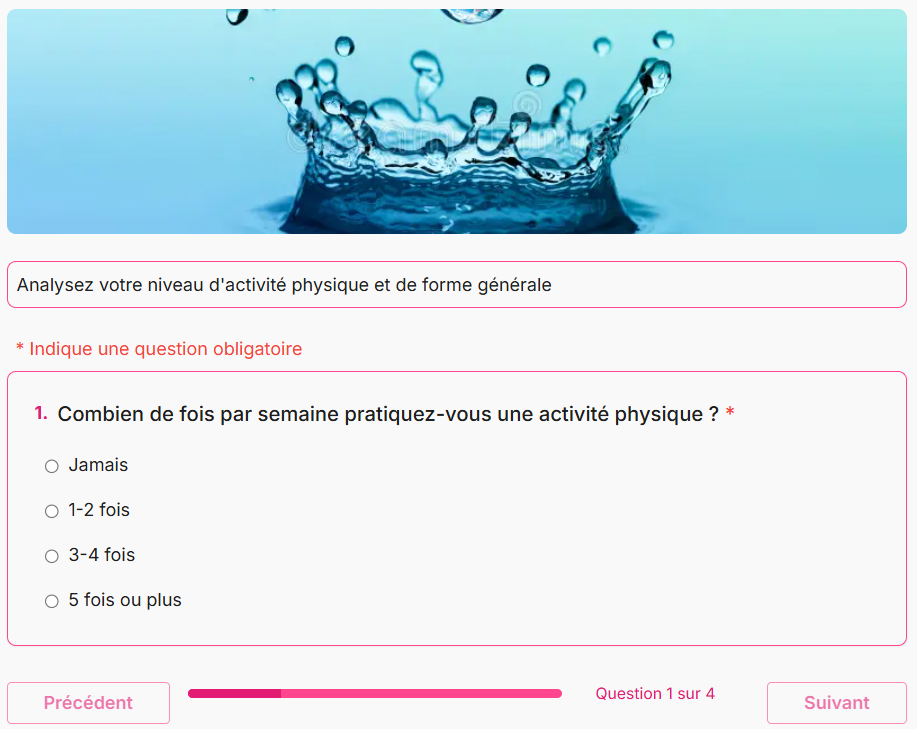 Analysez votre niveau d'activité physique et de forme générale
* Indique une question obligatoire
1. Combien de fois par semaine pratiquez-vous une activité physique ? *
Jamais
1-2 fois
3-4 fois
5 fois ou plus
Précédent
Question 1 sur 4
Suivant